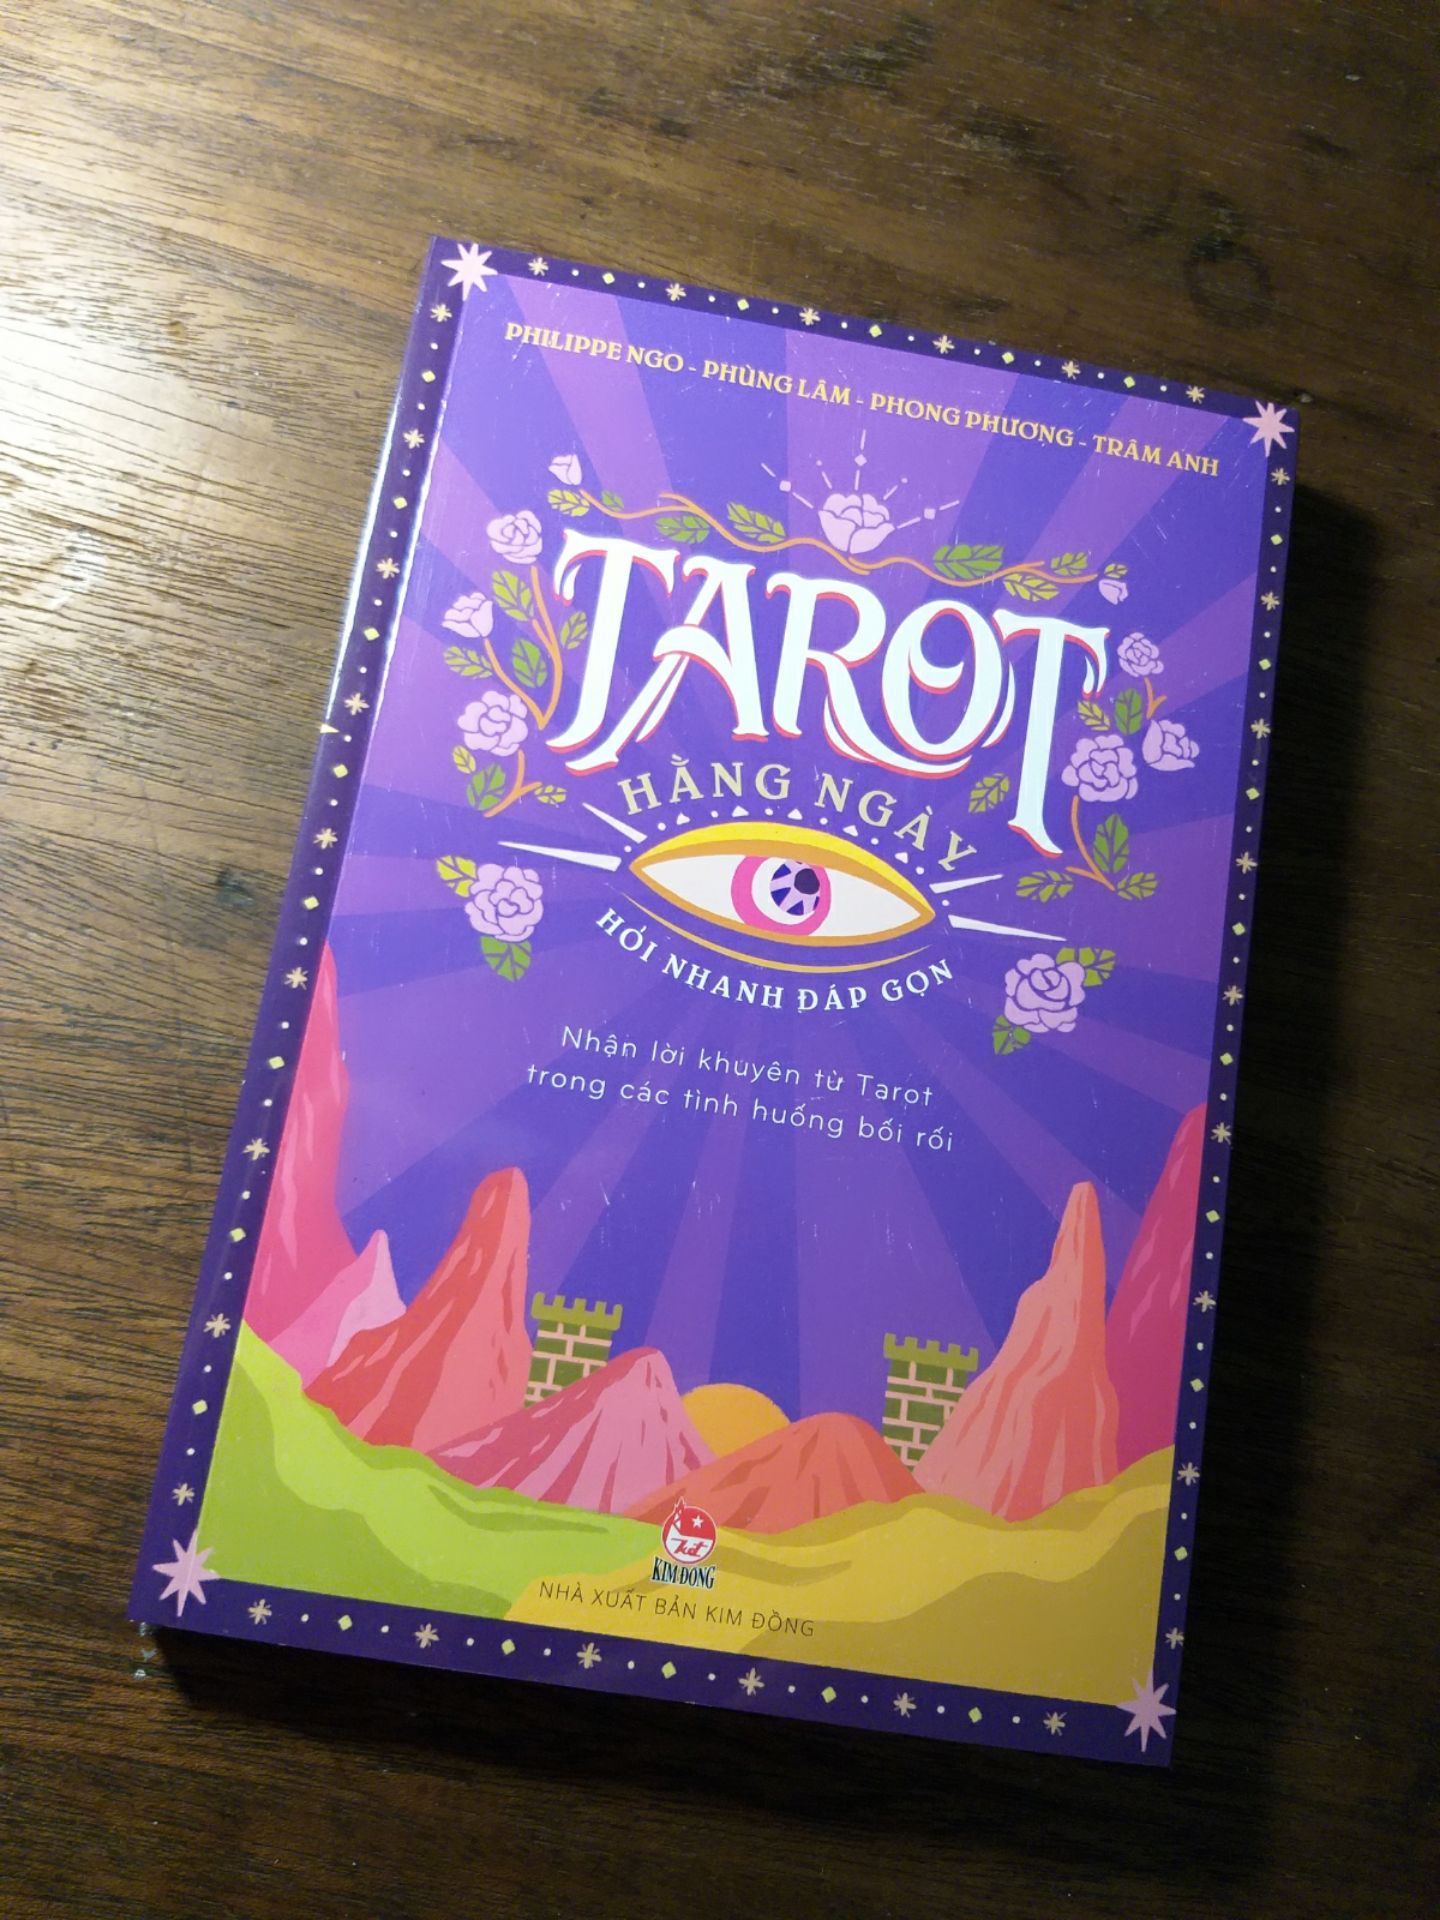 PHILIPPE NGO - PHÙNG LÂM - PHONG PHƯƠNG - TRÂM ANH
TAROT
HẰNG NGÀY
HỎI NHANH ĐÁP GỌN
Nhận lời khuyên từ Tarot
trong các tình huống bối rối
KIM ĐỒNG
NHÀ XUẤT BẢN KIM ĐỒNG